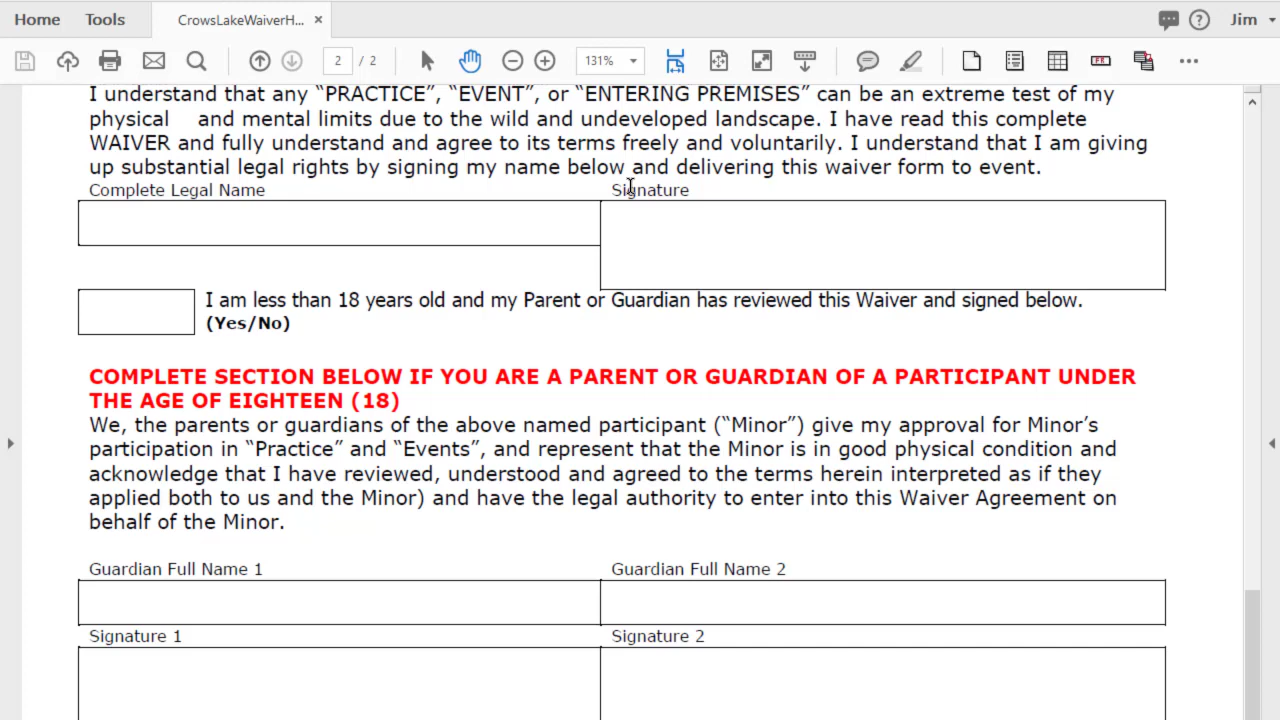 Home Tools CrowsLakeWaiverH... × Jim
2 / 2 131%
I understand that any “PRACTICE”, “EVENT”, or “ENTERING PREMISES” can be an extreme test of my
physical and mental limits due to the wild and undeveloped landscape. I have read this complete
WAIVER and fully understand and agree to its terms freely and voluntarily. I understand that I am giving
up substantial legal rights by signing my name below and delivering this waiver form to event.
Complete Legal Name Signature
I am less than 18 years old and my Parent or Guardian has reviewed this Waiver and signed below.
(Yes/No)
COMPLETE SECTION BELOW IF YOU ARE A PARENT OR GUARDIAN OF A PARTICIPANT UNDER
THE AGE OF EIGHTEEN (18)
We, the parents or guardians of the above named participant (“Minor”) give my approval for Minor’s
participation in “Practice” and “Events”, and represent that the Minor is in good physical condition and
acknowledge that I have reviewed, understood and agreed to the terms herein interpreted as if they
applied both to us and the Minor) and have the legal authority to enter into this Waiver Agreement on
behalf of the Minor.
Guardian Full Name 1 Guardian Full Name 2
Signature 1 Signature 2